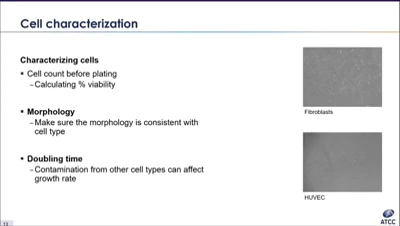 Cell characterization
Characterizing cells
▪ Cell count before plating
–Calculating % viability
▪ Morphology
–Make sure the morphology is consistent with
cell type
▪ Doubling time
–Contamination from other cell types can affect
growth rate
Fibroblasts
HUVEC
ATCC
13